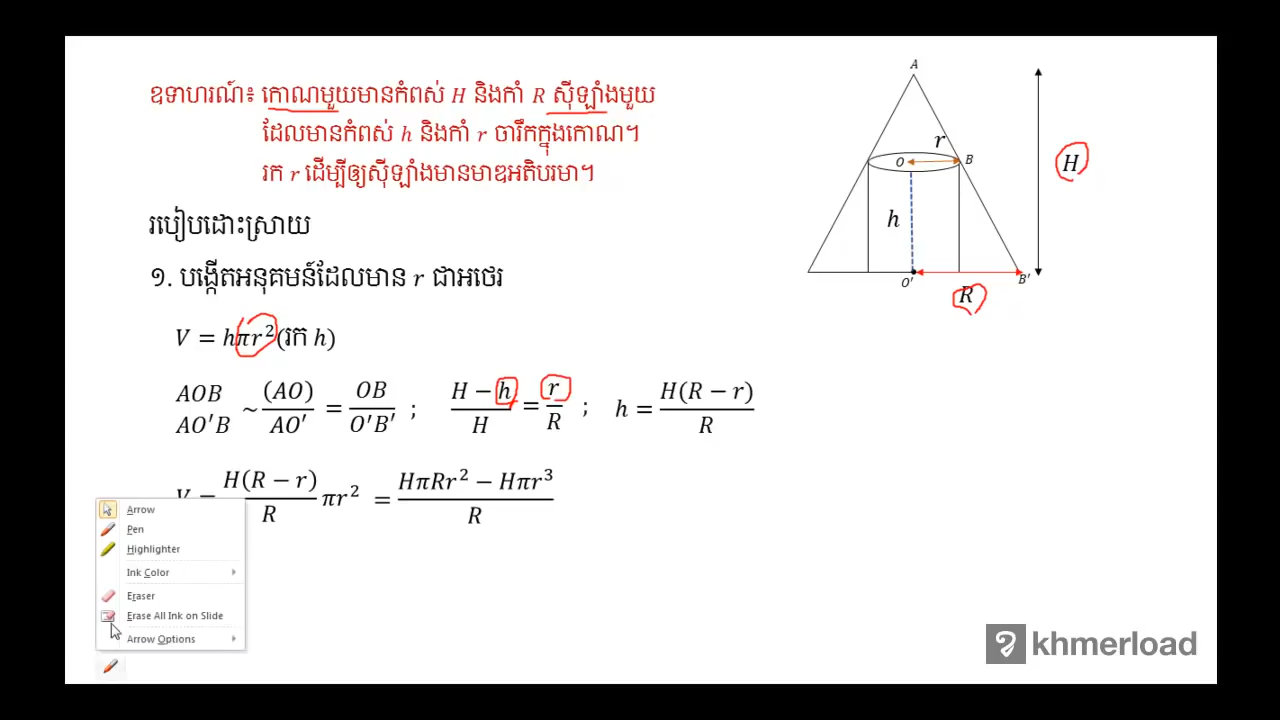 ឧទាហរណ៍៖ កោណមួយមានកំពស់ H និងកាំ R ស៊ីឡាំងមួយ
ដែលមានកំពស់ h និងកាំ r ចារឹកក្នុងកោណ។
រក r ដើម្បីឲ្យស៊ីឡាំងមានមាឌអតិបរមា។
របៀបដោះស្រាយ
១. បង្កើតអនុគមន៍ដែលមាន r ជាអថេរ
V = hπr²(រក h)
AOB / AO'B ~ (AO)/AO' = OB/O'B' ; (H − h)/H = r/R ; h = H(R − r)/R
V = H(R − r)/R πr² = (HπRr² − Hπr³)/R
A
r
O
B
H
h
O'
B'
R
Arrow
Pen
Highlighter
Ink Color
Eraser
Erase All Ink on Slide
Arrow Options
khmerload